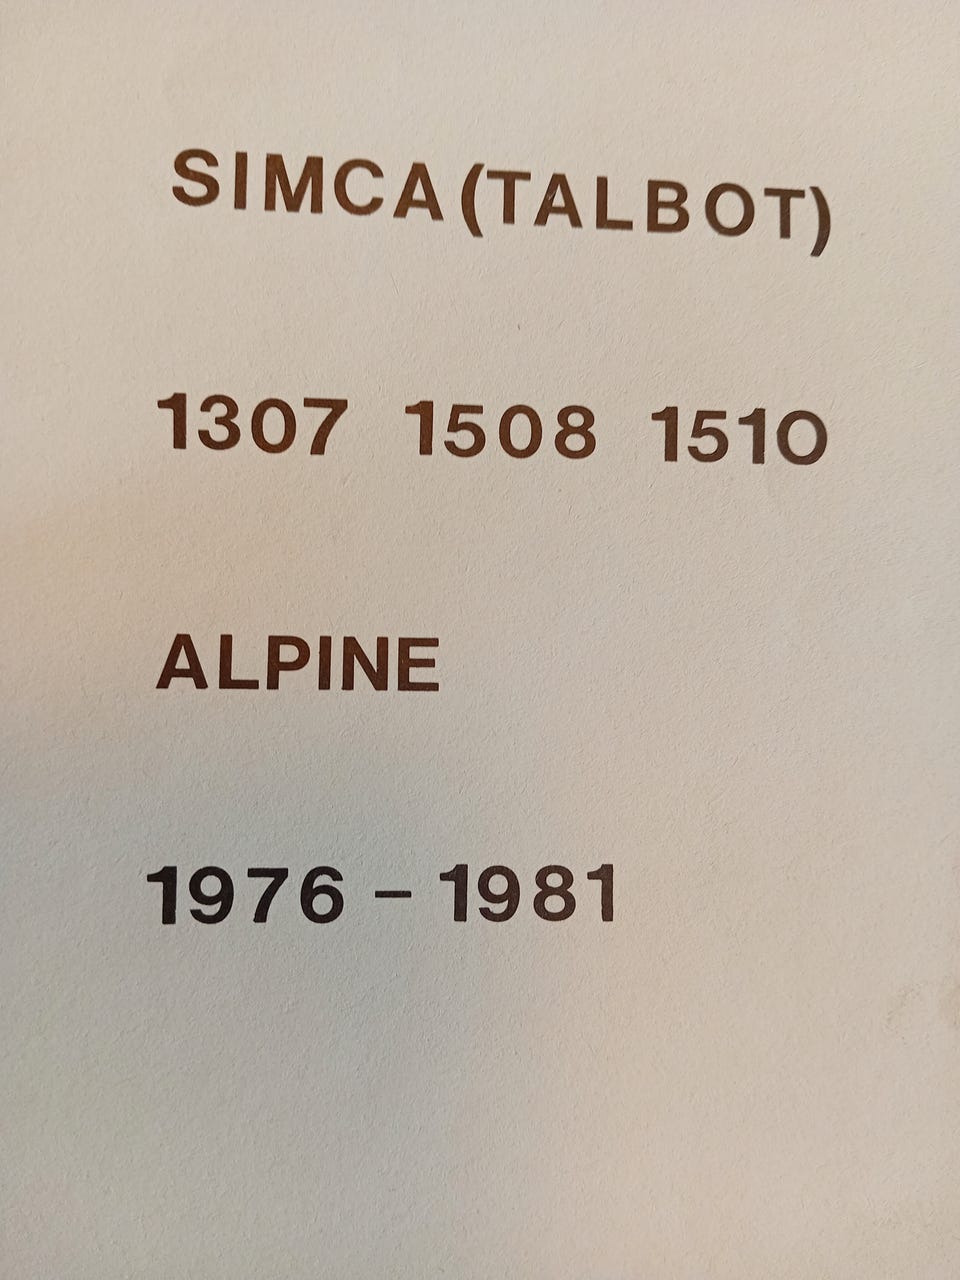 SIMCA (TALBOT)
1307 1508 1510
ALPINE
1976 – 1981